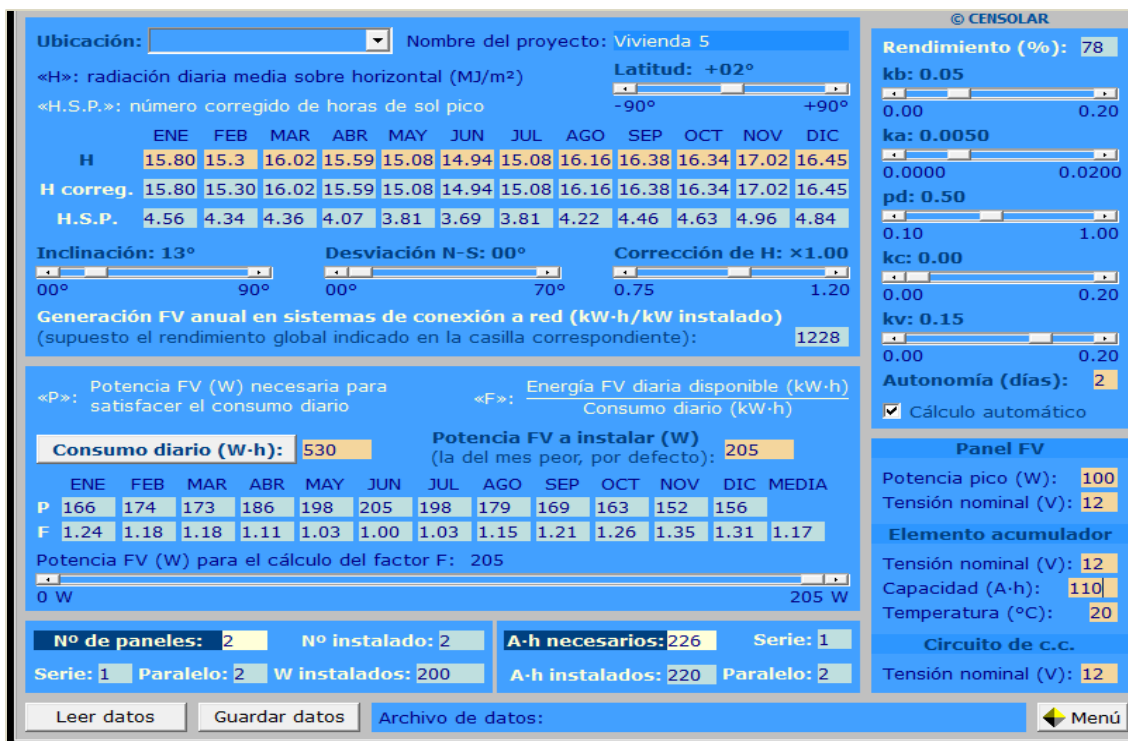 © CENSOLAR
Ubicación:
Nombre del proyecto: Vivienda 5
«H»: radiación diaria media sobre horizontal (MJ/m²)
Latitud: +02°
«H.S.P.»: número corregido de horas de sol pico
-90° +90°
ENE FEB MAR ABR MAY JUN JUL AGO SEP OCT NOV DIC
H 15.80 15.3 16.02 15.59 15.08 14.94 15.08 16.16 16.38 16.34 17.02 16.45
H correg. 15.80 15.30 16.02 15.59 15.08 14.94 15.08 16.16 16.38 16.34 17.02 16.45
H.S.P. 4.56 4.34 4.36 4.07 3.81 3.69 3.81 4.22 4.46 4.63 4.96 4.84
Inclinación: 13° Desviación N-S: 00° Corrección de H: ×1.00
00° 90° 00° 70° 0.75 1.20
Generación FV anual en sistemas de conexión a red (kW·h/kW instalado)
(supuesto el rendimiento global indicado en la casilla correspondiente): 1228
«P»: Potencia FV (W) necesaria para
satisfacer el consumo diario
«F»: Energía FV diaria disponible (kW·h)
Consumo diario (kW·h)
Consumo diario (W·h): 530
Potencia FV a instalar (W)
(la del mes peor, por defecto): 205
ENE FEB MAR ABR MAY JUN JUL AGO SEP OCT NOV DIC MEDIA
P 166 174 173 186 198 205 198 179 169 163 152 156
F 1.24 1.18 1.18 1.11 1.03 1.00 1.03 1.15 1.21 1.26 1.35 1.31 1.17
Potencia FV (W) para el cálculo del factor F: 205
0 W 205 W
Nº de paneles: 2 Nº instalado: 2
Serie: 1 Paralelo: 2 W instalados: 200
A·h necesarios: 226 Serie: 1
A·h instalados: 220 Paralelo: 2
Rendimiento (%): 78
kb: 0.05
0.00 0.20
ka: 0.0050
0.0000 0.0200
pd: 0.50
0.10 1.00
kc: 0.00
0.00 0.20
kv: 0.15
0.00 0.20
Autonomía (días): 2
Cálculo automático
Panel FV
Potencia pico (W): 100
Tensión nominal (V): 12
Elemento acumulador
Tensión nominal (V): 12
Capacidad (A·h): 110
Temperatura (°C): 20
Circuito de c.c.
Tensión nominal (V): 12
Leer datos Guardar datos Archivo de datos: Menú